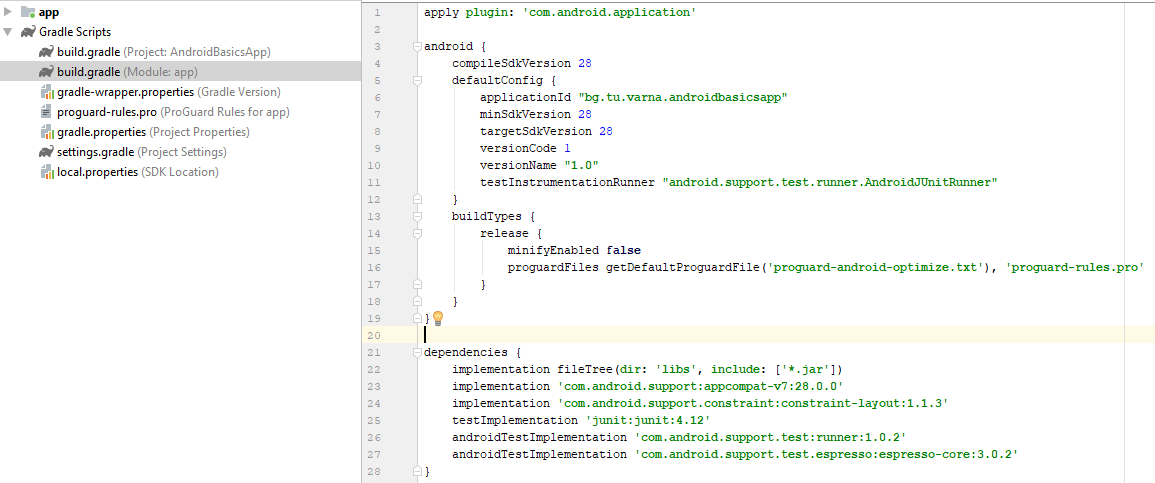 app
Gradle Scripts
build.gradle (Project: AndroidBasicsApp)
build.gradle (Module: app)
gradle-wrapper.properties (Gradle Version)
proguard-rules.pro (ProGuard Rules for app)
gradle.properties (Project Properties)
settings.gradle (Project Settings)
local.properties (SDK Location)
1 apply plugin: 'com.android.application'
2
3 android {
4 compileSdkVersion 28
5 defaultConfig {
6 applicationId "bg.tu.varna.androidbasicsapp"
7 minSdkVersion 28
8 targetSdkVersion 28
9 versionCode 1
10 versionName "1.0"
11 testInstrumentationRunner "android.support.test.runner.AndroidJUnitRunner"
12 }
13 buildTypes {
14 release {
15 minifyEnabled false
16 proguardFiles getDefaultProguardFile('proguard-android-optimize.txt'), 'proguard-rules.pro'
17 }
18 }
19 }
20
21 dependencies {
22 implementation fileTree(dir: 'libs', include: ['*.jar'])
23 implementation 'com.android.support:appcompat-v7:28.0.0'
24 implementation 'com.android.support.constraint:constraint-layout:1.1.3'
25 testImplementation 'junit:junit:4.12'
26 androidTestImplementation 'com.android.support.test:runner:1.0.2'
27 androidTestImplementation 'com.android.support.test.espresso:espresso-core:3.0.2'
28 }